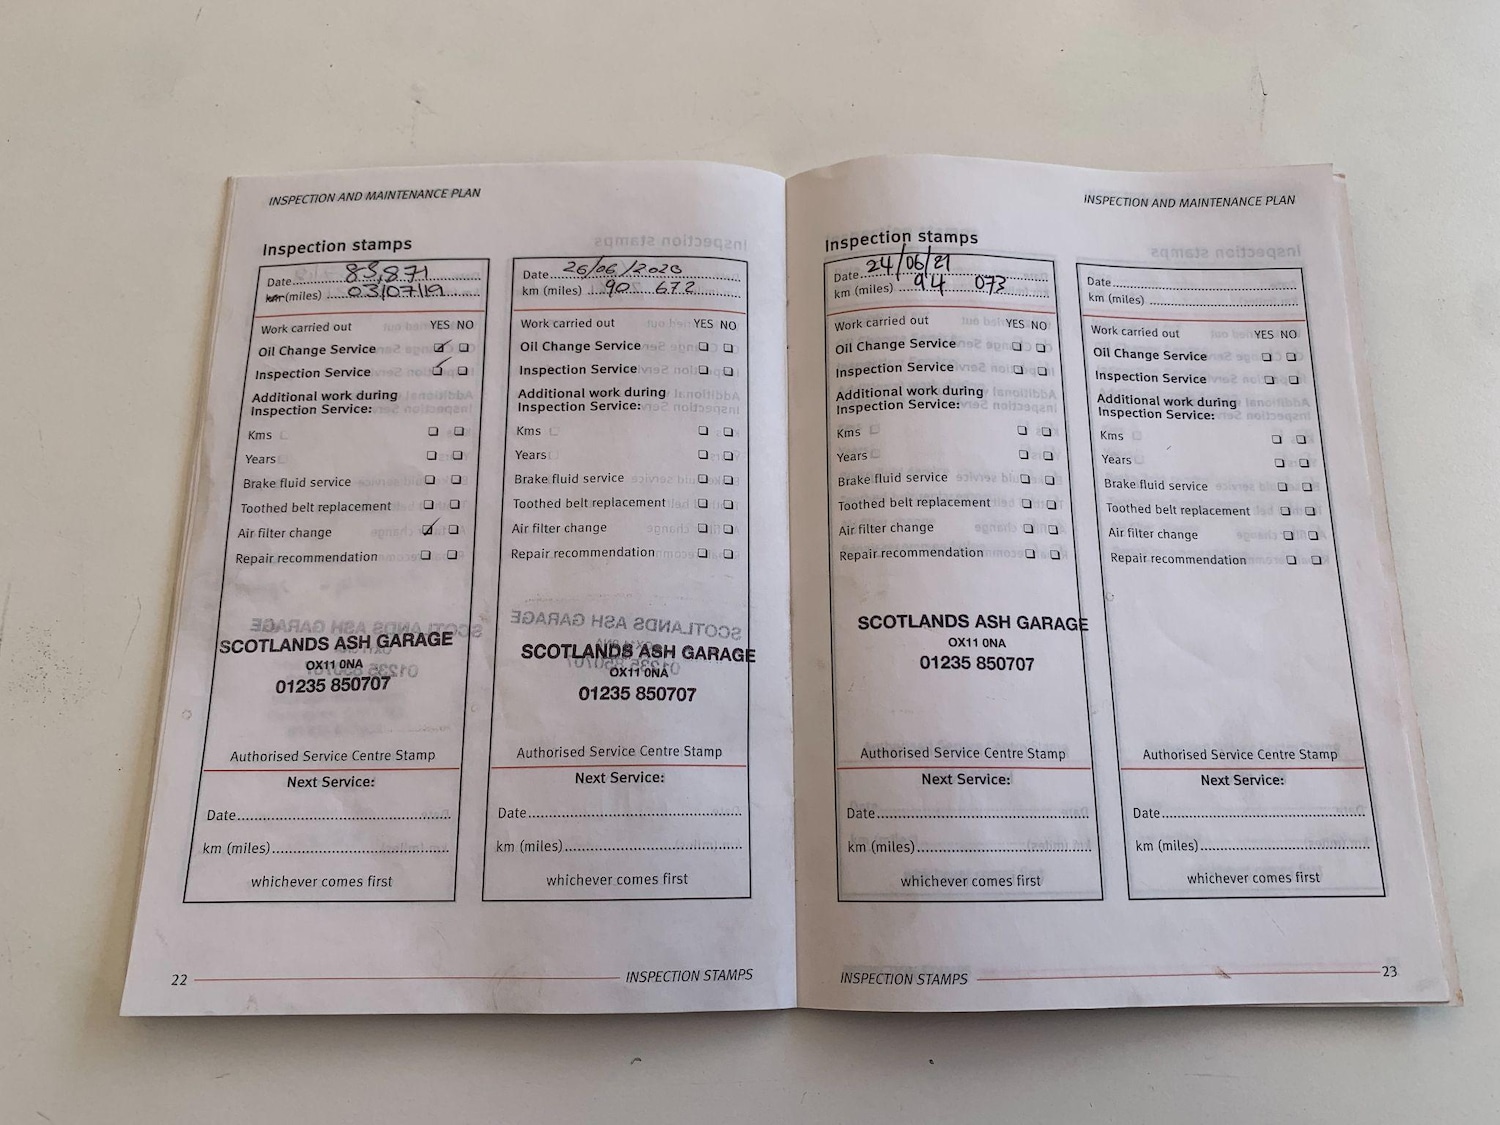 INSPECTION AND MAINTENANCE PLAN
Inspection stamps
Date 83,871
km (miles) 03/07/19
Work carried out YES NO
Oil Change Service
Inspection Service
Additional work during
Inspection Service:
Kms
Years
Brake fluid service
Toothed belt replacement
Air filter change
Repair recommendation
SCOTLANDS ASH GARAGE
OX11 0NA
01235 850707
Authorised Service Centre Stamp
Next Service:
Date
km (miles)
whichever comes first
Date 26/06/2020
km (miles) 90 672
Work carried out YES NO
Oil Change Service
Inspection Service
Additional work during
Inspection Service:
Kms
Years
Brake fluid service
Toothed belt replacement
Air filter change
Repair recommendation
SCOTLANDS ASH GARAGE
OX11 0NA
01235 850707
Authorised Service Centre Stamp
Next Service:
Date
km (miles)
whichever comes first
22
INSPECTION STAMPS
INSPECTION AND MAINTENANCE PLAN
Inspection stamps
Date 24/06/21
km (miles) 94 073
Work carried out YES NO
Oil Change Service
Inspection Service
Additional work during
Inspection Service:
Kms
Years
Brake fluid service
Toothed belt replacement
Air filter change
Repair recommendation
SCOTLANDS ASH GARAGE
OX11 0NA
01235 850707
Authorised Service Centre Stamp
Next Service:
Date
km (miles)
whichever comes first
Date
km (miles)
Work carried out YES NO
Oil Change Service
Inspection Service
Additional work during
Inspection Service:
Kms
Years
Brake fluid service
Toothed belt replacement
Air filter change
Repair recommendation
Authorised Service Centre Stamp
Next Service:
Date
km (miles)
whichever comes first
INSPECTION STAMPS
23